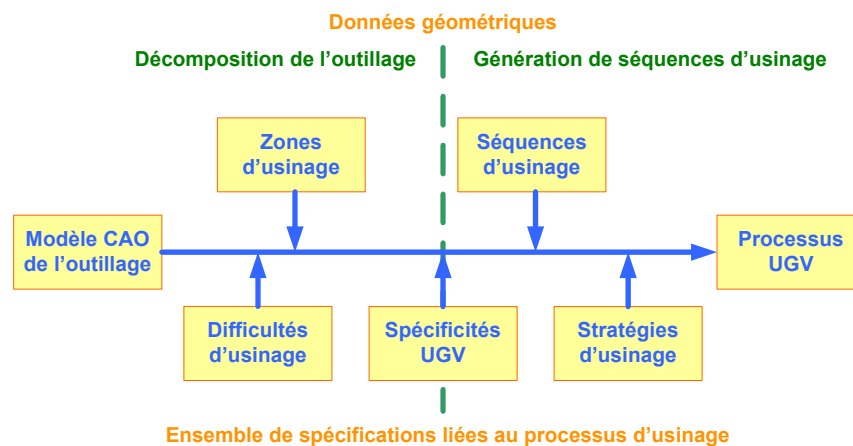 Données géométriques
Décomposition de l'outillage
Génération de séquences d'usinage
Zones
d'usinage
Séquences
d'usinage
Modèle CAO
de l'outillage
Processus
UGV
Difficultés
d'usinage
Spécificités
UGV
Stratégies
d'usinage
Ensemble de spécifications liées au processus d'usinage